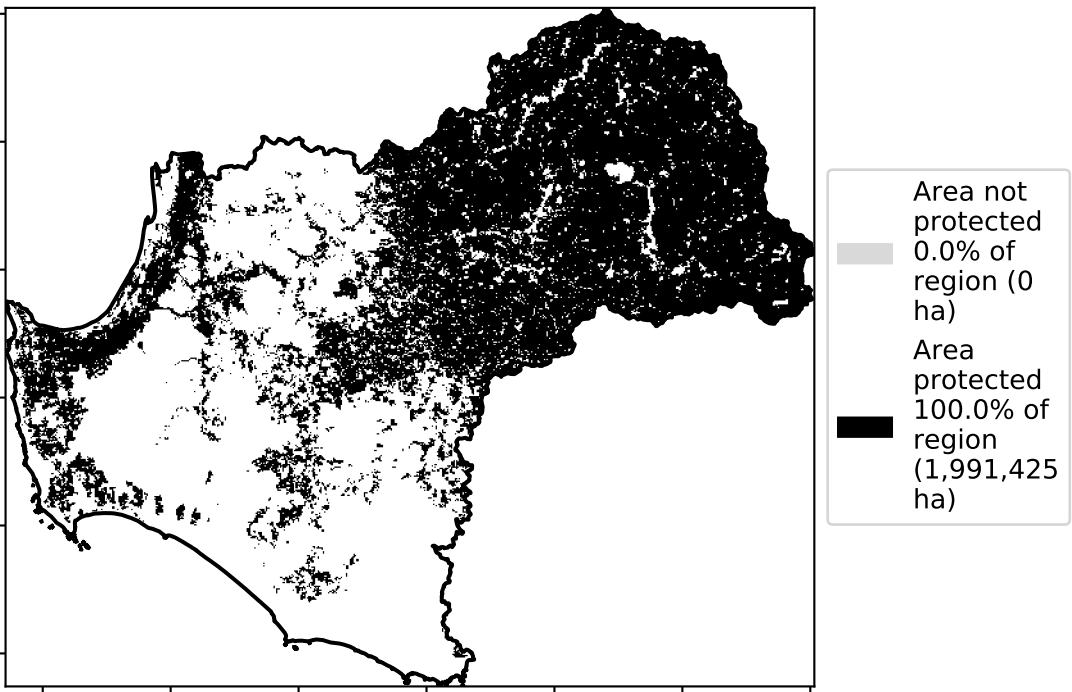 Area not
protected
0.0% of
region (0
ha)
Area
protected
100.0% of
region
(1,991,425
ha)